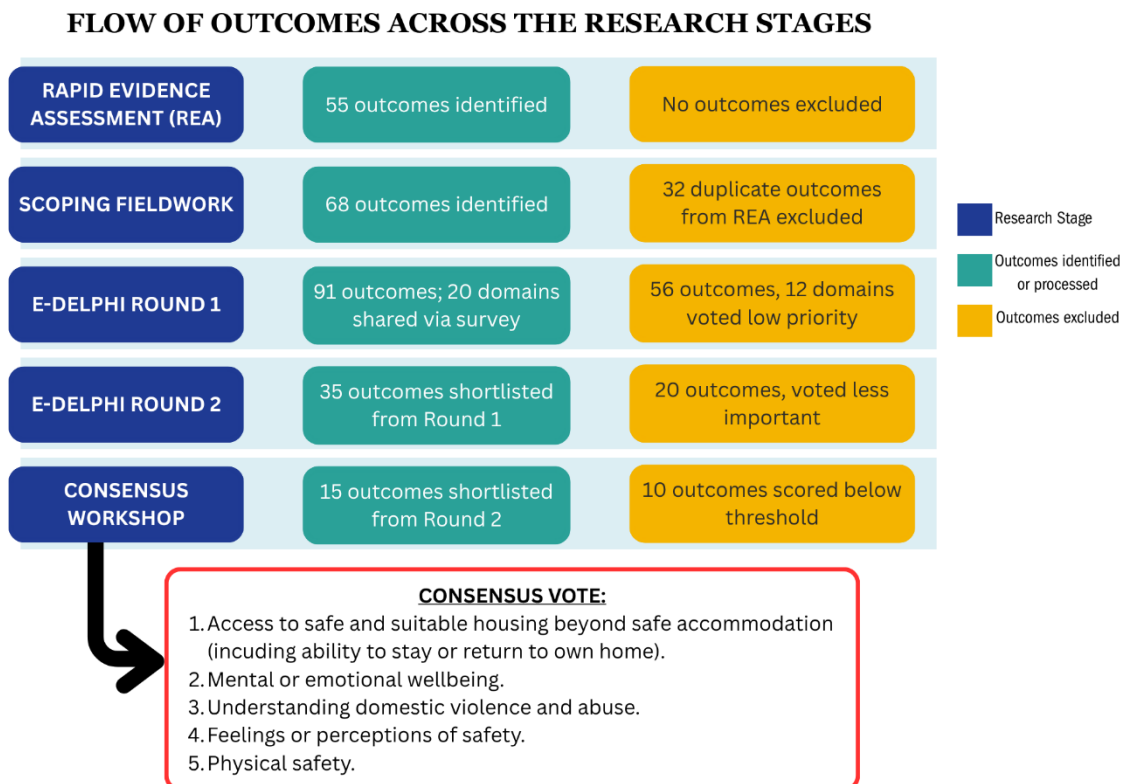 FLOW OF OUTCOMES ACROSS THE RESEARCH STAGES
RAPID EVIDENCE
ASSESSMENT (REA)
55 outcomes identified
No outcomes excluded
SCOPING FIELDWORK
68 outcomes identified
32 duplicate outcomes
from REA excluded
E-DELPHI ROUND 1
91 outcomes; 20 domains
shared via survey
56 outcomes, 12 domains
voted low priority
E-DELPHI ROUND 2
35 outcomes shortlisted
from Round 1
20 outcomes, voted less
important
CONSENSUS
WORKSHOP
15 outcomes shortlisted
from Round 2
10 outcomes scored below
threshold
Research Stage
Outcomes identified
or processed
Outcomes excluded
CONSENSUS VOTE:
1. Access to safe and suitable housing beyond safe accommodation
(incuding ability to stay or return to own home).
2. Mental or emotional wellbeing.
3. Understanding domestic violence and abuse.
4. Feelings or perceptions of safety.
5. Physical safety.